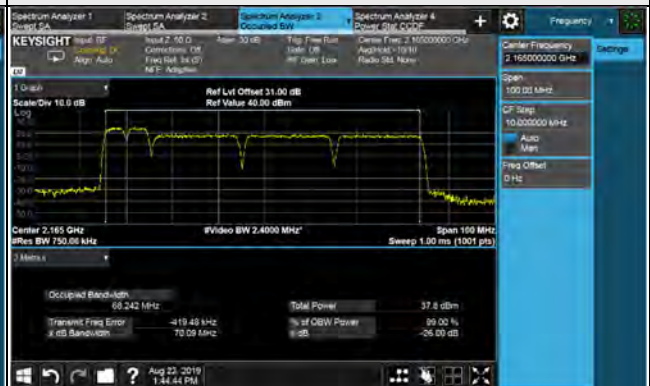 Spectrum Analyzer 1
Swept SA
Spectrum Analyzer 2
Swept SA
Spectrum Analyzer 3
Occupied BW
Spectrum Analyzer 4
Power Stat CCDF
+
Frequency
KEYSIGHT
Input: RF
Align: Auto
Input Z: 50 Ω
Corrections: Off
Freq Ref: Int (S)
NFE: Adaptive
Atten: 30 dB
Trig: Free Run
Gate: Off
#IF Gain: Low
Center Freq: 2.165000000 GHz
Avg|Hold:>10/10
Radio Std: None
Center Frequency
2.165000000 GHz
Settings
Span
100.00 MHz
CF Step
10.000000 MHz
Auto
Man
Freq Offset
0 Hz
1 Graph
Scale/Div 10.0 dB
Log
Ref Lvl Offset 31.00 dB
Ref Value 40.00 dBm
Center 2.165 GHz
#Res BW 750.00 kHz
#Video BW 2.4000 MHz*
Span 100 MHz
Sweep 1.00 ms (1001 pts)
2 Metrics
Occupied Bandwidth
68.242 MHz
Total Power
37.8 dBm
Transmit Freq Error
-419.48 kHz
% of OBW Power
99.00 %
x dB Bandwidth
70.09 MHz
x dB
-26.00 dB
?
Aug 22, 2019
1:44:44 PM